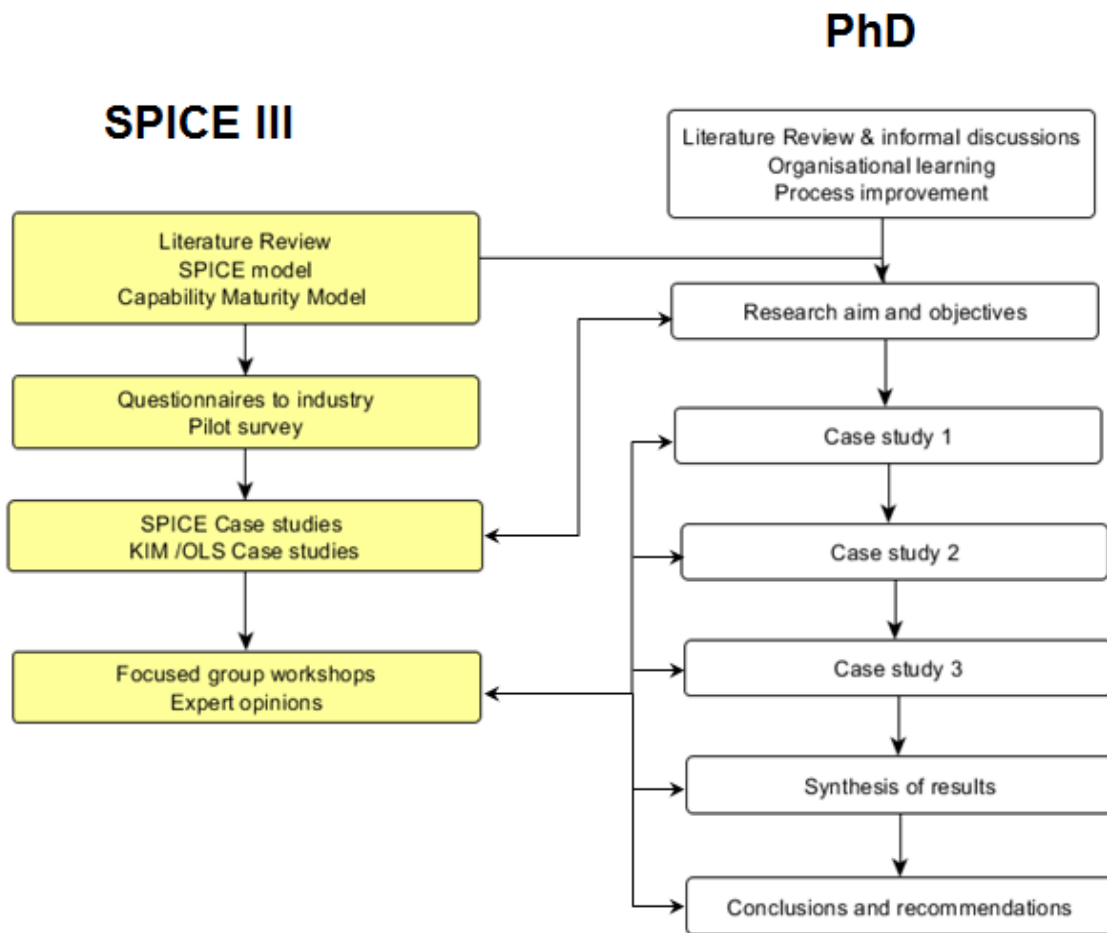 PhD
SPICE III
Literature Review & informal discussions
Organisational learning
Process improvement
Literature Review
SPICE model
Capability Maturity Model
Research aim and objectives
Questionnaires to industry
Pilot survey
Case study 1
SPICE Case studies
KIM /OLS Case studies
Case study 2
Focused group workshops
Expert opinions
Case study 3
Synthesis of results
Conclusions and recommendations